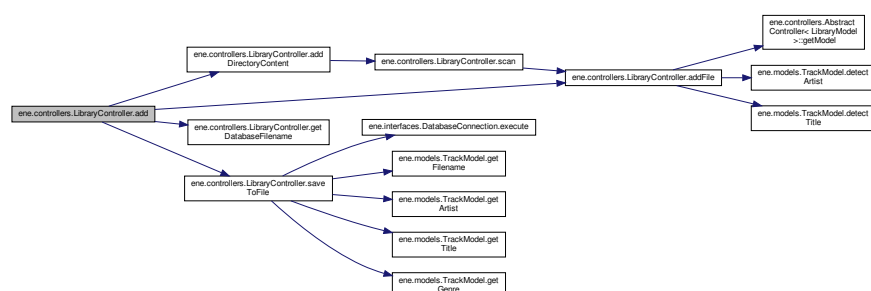 ene.controllers.LibraryController.add
ene.controllers.LibraryController.add
DirectoryContent
ene.controllers.LibraryController.get
DatabaseFilename
ene.controllers.LibraryController.save
ToFile
ene.controllers.LibraryController.scan
ene.interfaces.DatabaseConnection.execute
ene.models.TrackModel.get
Filename
ene.models.TrackModel.get
Artist
ene.models.TrackModel.get
Title
ene.models.TrackModel.get
Genre
ene.controllers.LibraryController.addFile
ene.controllers.Abstract
Controller< LibraryModel
>::getModel
ene.models.TrackModel.detect
Artist
ene.models.TrackModel.detect
Title